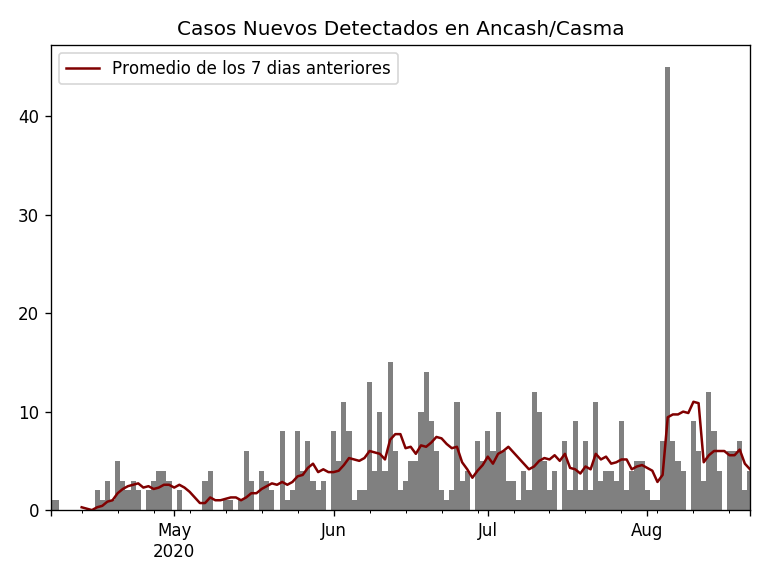 Casos Nuevos Detectados en Ancash/Casma
Promedio de los 7 dias anteriores
40
30
20
10
0
May
2020
Jun
Jul
Aug